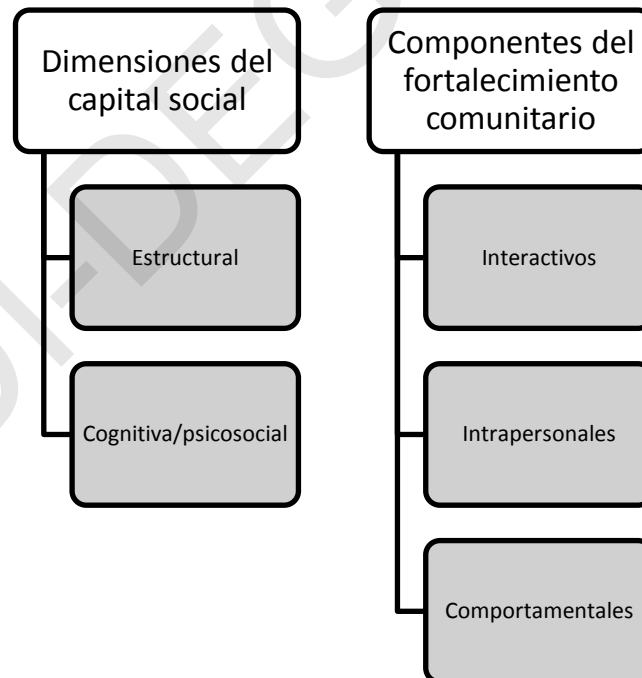 Dimensiones del
capital social
Estructural
Cognitiva/psicosocial
Componentes del
fortalecimiento
comunitario
Interactivos
Intrapersonales
Comportamentales